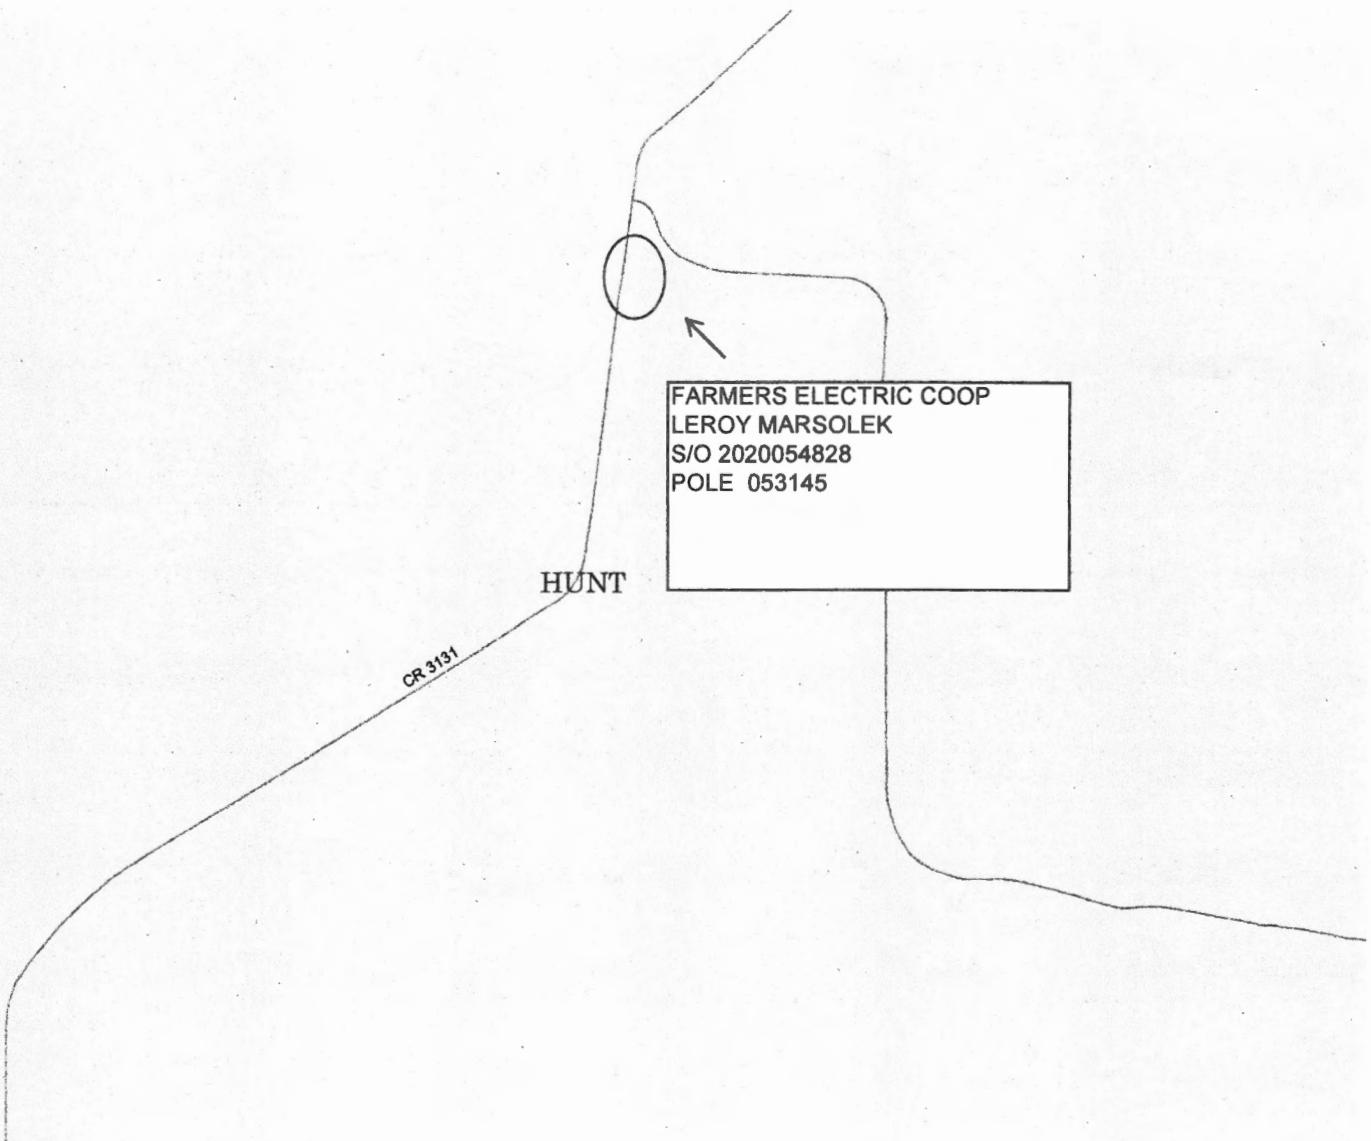 FARMERS ELECTRIC COOP
LEROY MARSOLEK
S/O 2020054828
POLE 053145
HUNT
CR 3131